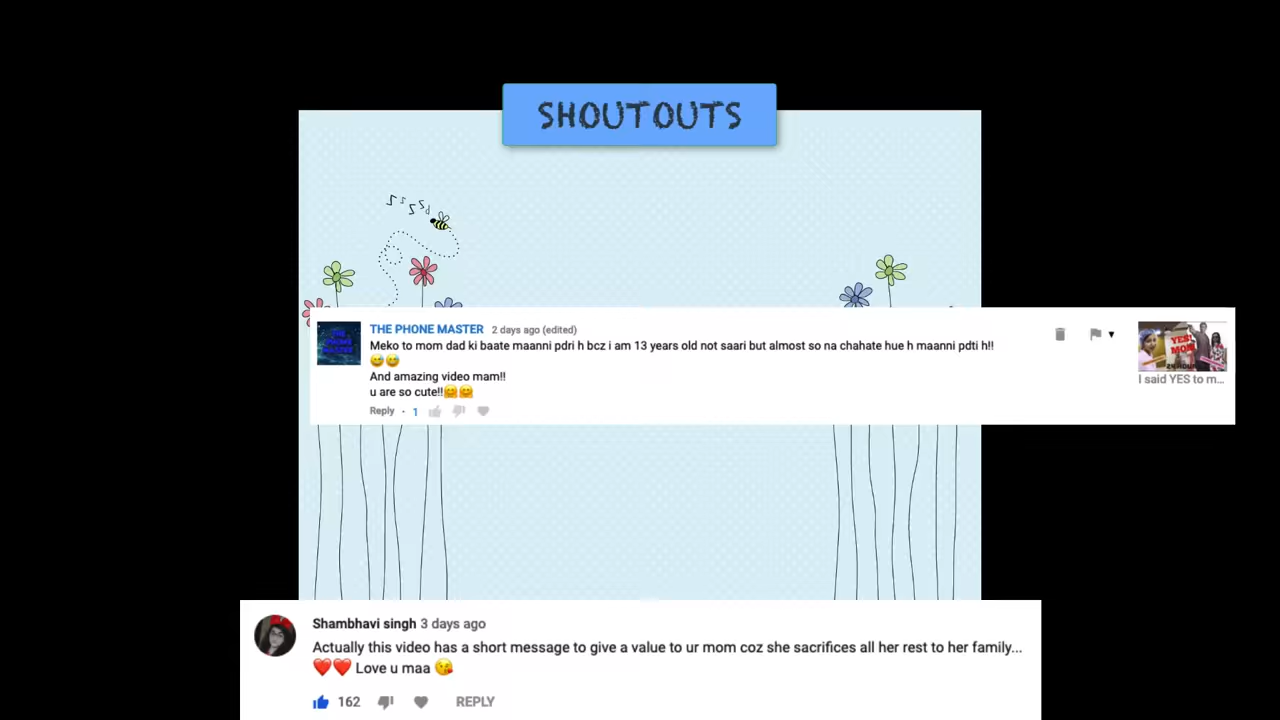 SHOUTOUTS
zzzzz
THE PHONE MASTER 2 days ago (edited)
Meko to mom dad ki baate maanni pdri h bcz i am 13 years old not saari but almost so na chahate hue h maanni pdti h!!
😅😅
And amazing video mam!!
u are so cute!!🤗🤗
Reply · 1
YES MOM
I said YES to m...
Shambhavi singh 3 days ago
Actually this video has a short message to give a value to ur mom coz she sacrifices all her rest to her family...
❤️❤️ Love u maa 😘
162 REPLY